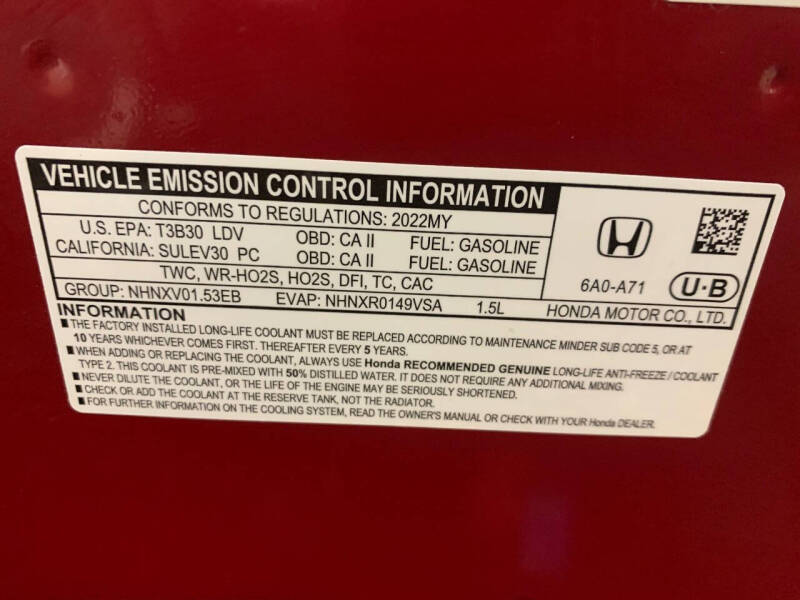 VEHICLE EMISSION CONTROL INFORMATION
CONFORMS TO REGULATIONS: 2022MY
U.S. EPA: T3B30 LDV OBD: CA II FUEL: GASOLINE
CALIFORNIA: SULEV30 PC OBD: CA II FUEL: GASOLINE
TWC, WR-HO2S, HO2S, DFI, TC, CAC
GROUP: NHNXV01.53EB EVAP: NHNXR0149VSA 1.5L
6A0-A71
U·B
HONDA MOTOR CO., LTD.
INFORMATION
■ THE FACTORY INSTALLED LONG-LIFE COOLANT MUST BE REPLACED ACCORDING TO MAINTENANCE MINDER SUB CODE 5, OR AT
10 YEARS WHICHEVER COMES FIRST. THEREAFTER EVERY 5 YEARS.
■ WHEN ADDING OR REPLACING THE COOLANT, ALWAYS USE Honda RECOMMENDED GENUINE LONG-LIFE ANTI-FREEZE / COOLANT
TYPE 2. THIS COOLANT IS PRE-MIXED WITH 50% DISTILLED WATER. IT DOES NOT REQUIRE ANY ADDITIONAL MIXING.
■ NEVER DILUTE THE COOLANT, OR THE LIFE OF THE ENGINE MAY BE SERIOUSLY SHORTENED.
■ CHECK OR ADD THE COOLANT AT THE RESERVE TANK, NOT THE RADIATOR.
■ FOR FURTHER INFORMATION ON THE COOLING SYSTEM, READ THE OWNER'S MANUAL OR CHECK WITH YOUR Honda DEALER.